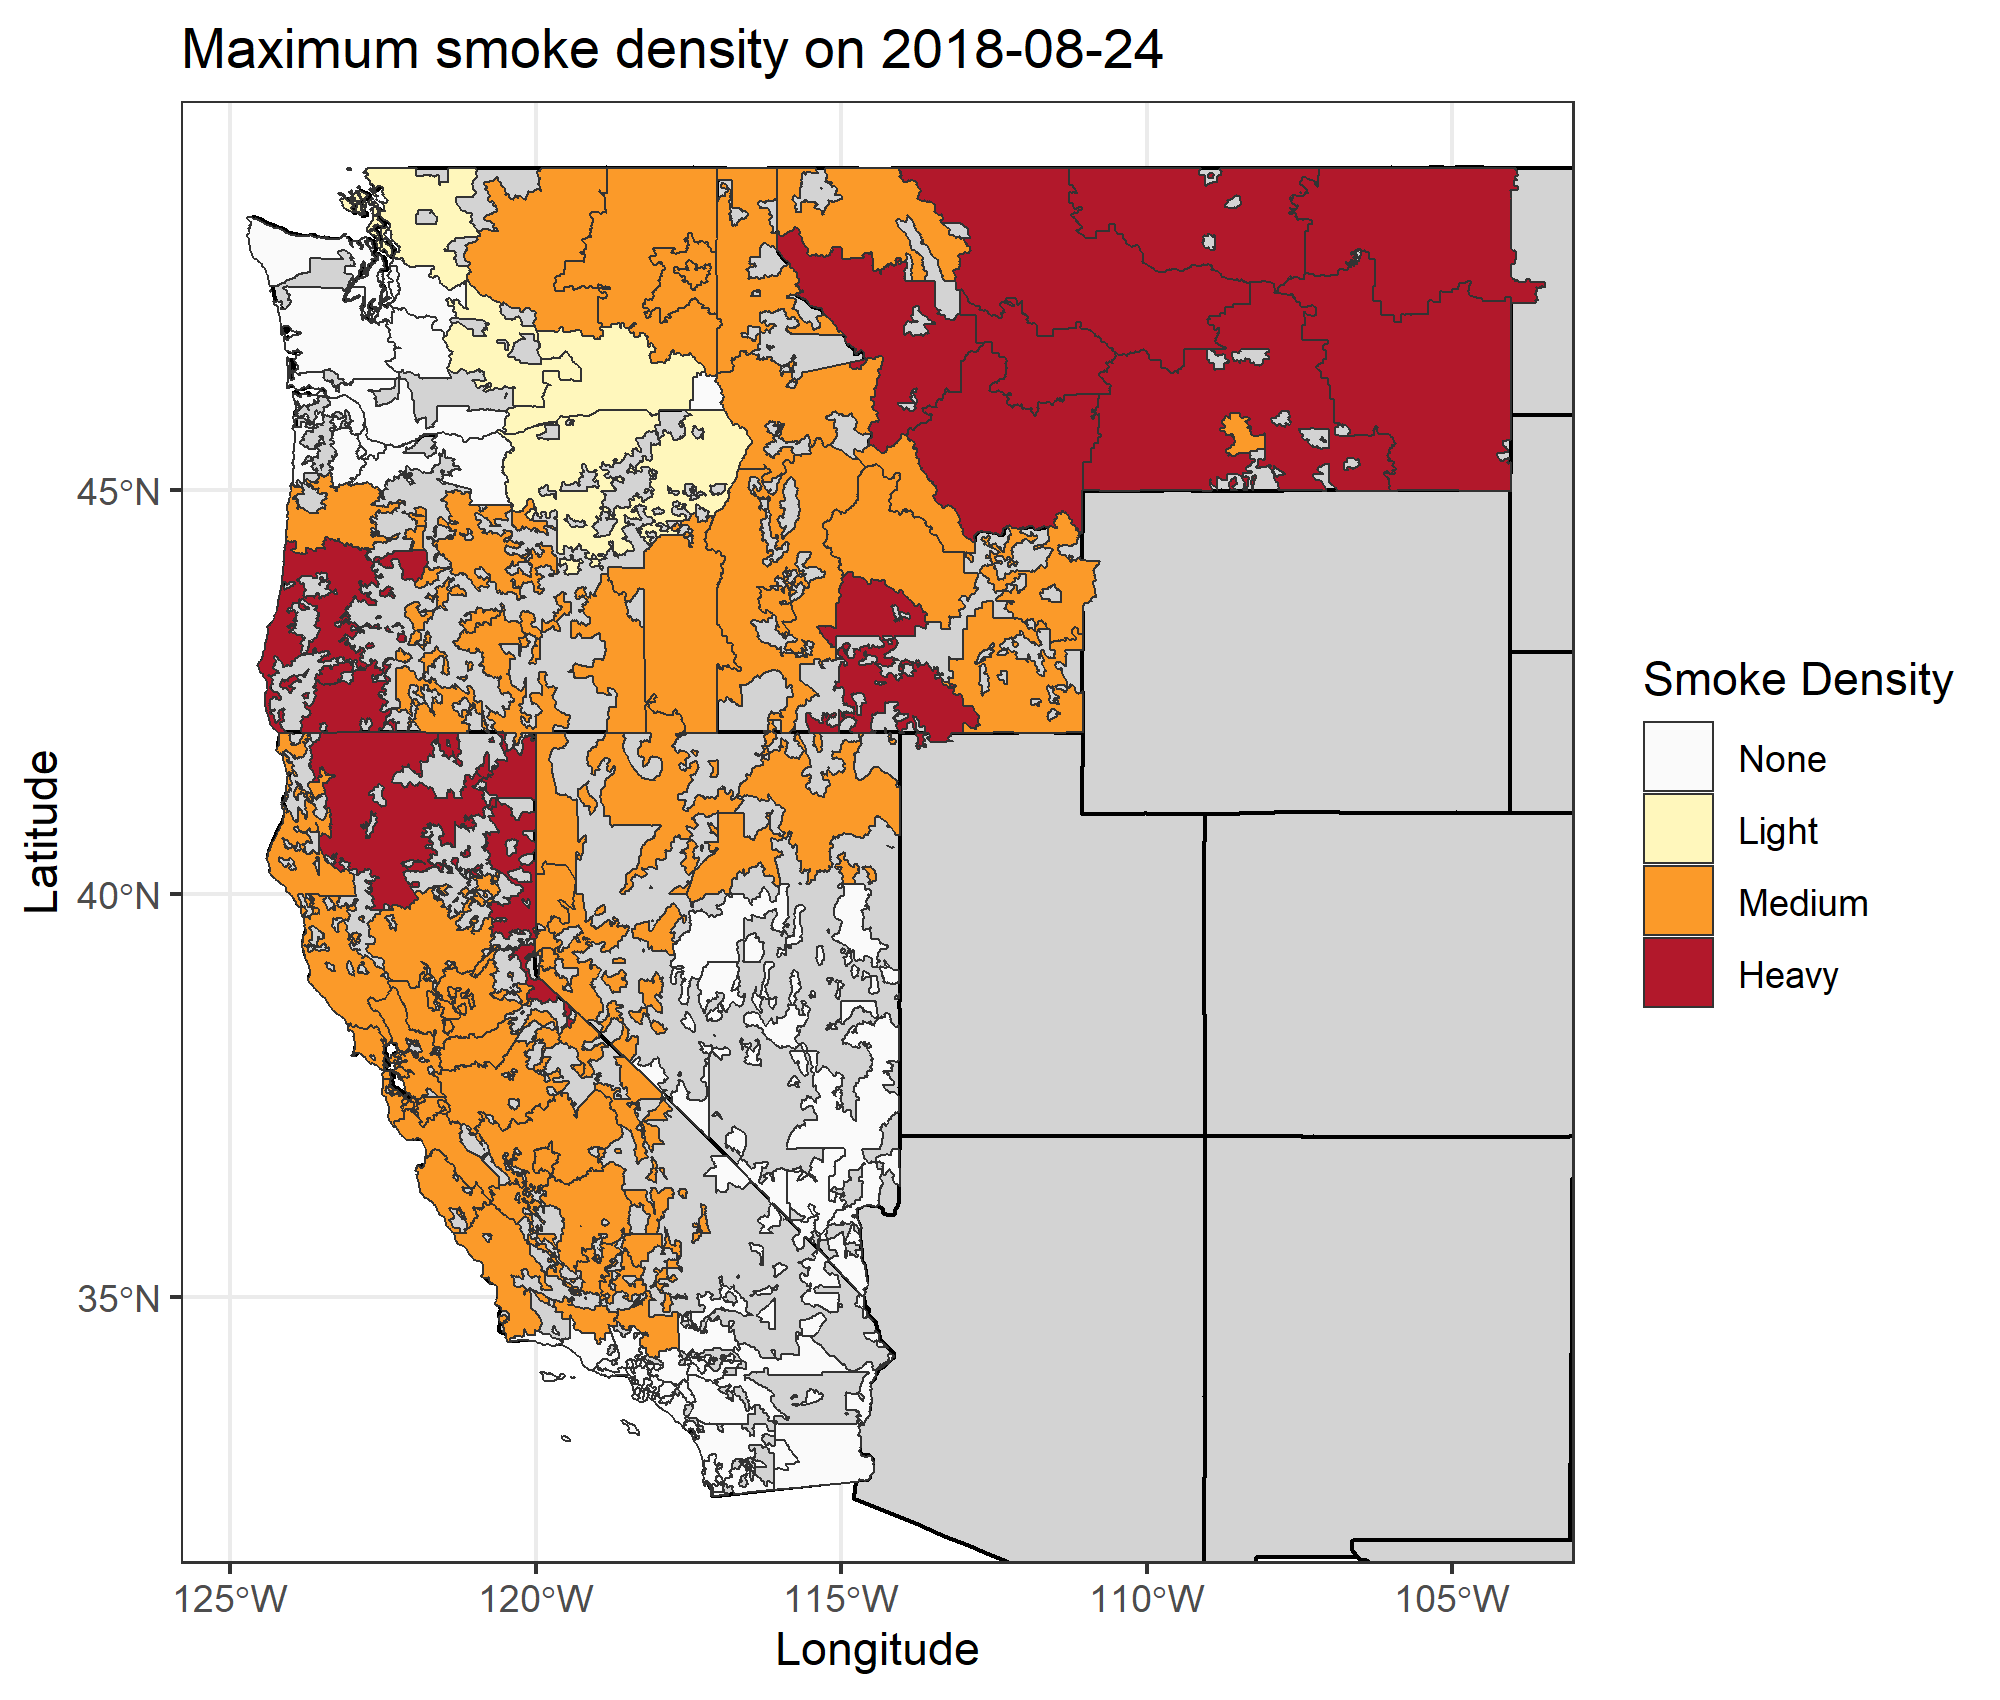 Maximum smoke density on 2018-08-24
45°N
40°N
35°N
Latitude
125°W
120°W
115°W
110°W
105°W
Longitude
Smoke Density
None
Light
Medium
Heavy